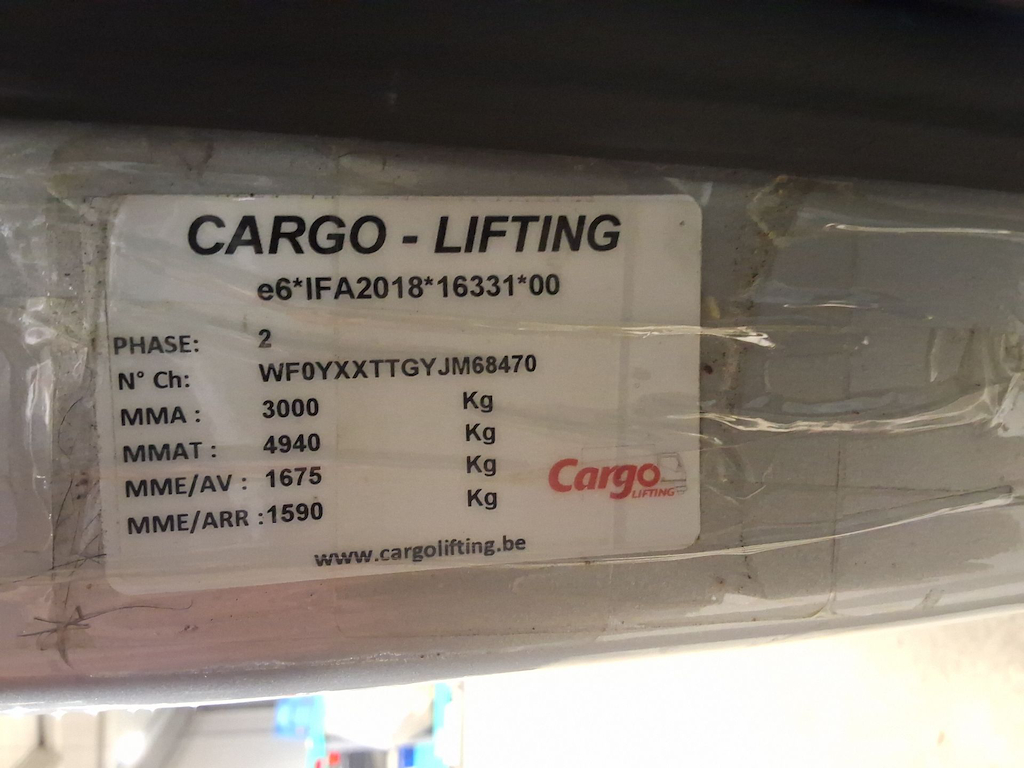 CARGO - LIFTING
e6*IFA2018*16331*00
PHASE: 2
N° Ch: WF0YXXTTGYJM68470
MMA : 3000 Kg
MMAT : 4940 Kg
MME/AV : 1675 Kg
MME/ARR : 1590 Kg
Cargo
LIFTING
www.cargolifting.be